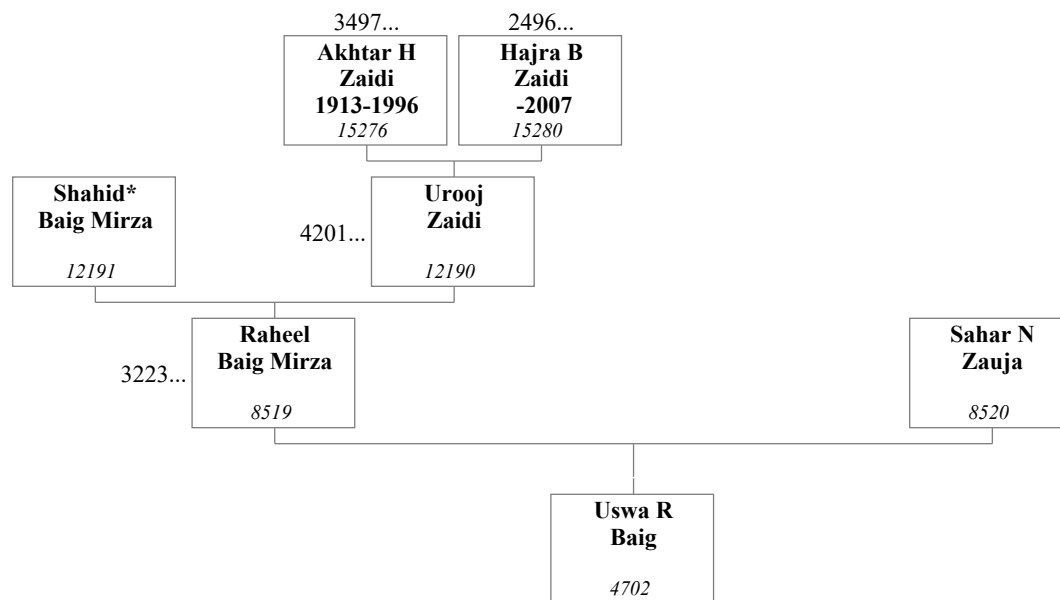 3497...
2496...
Akhtar H
Zaidi
1913-1996
15276
Hajra B
Zaidi
-2007
15280
Shahid*
Baig Mirza
12191
4201...
Urooj
Zaidi
12190
3223...
Raheel
Baig Mirza
8519
Sahar N
Zauja
8520
Uswa R
Baig
4702